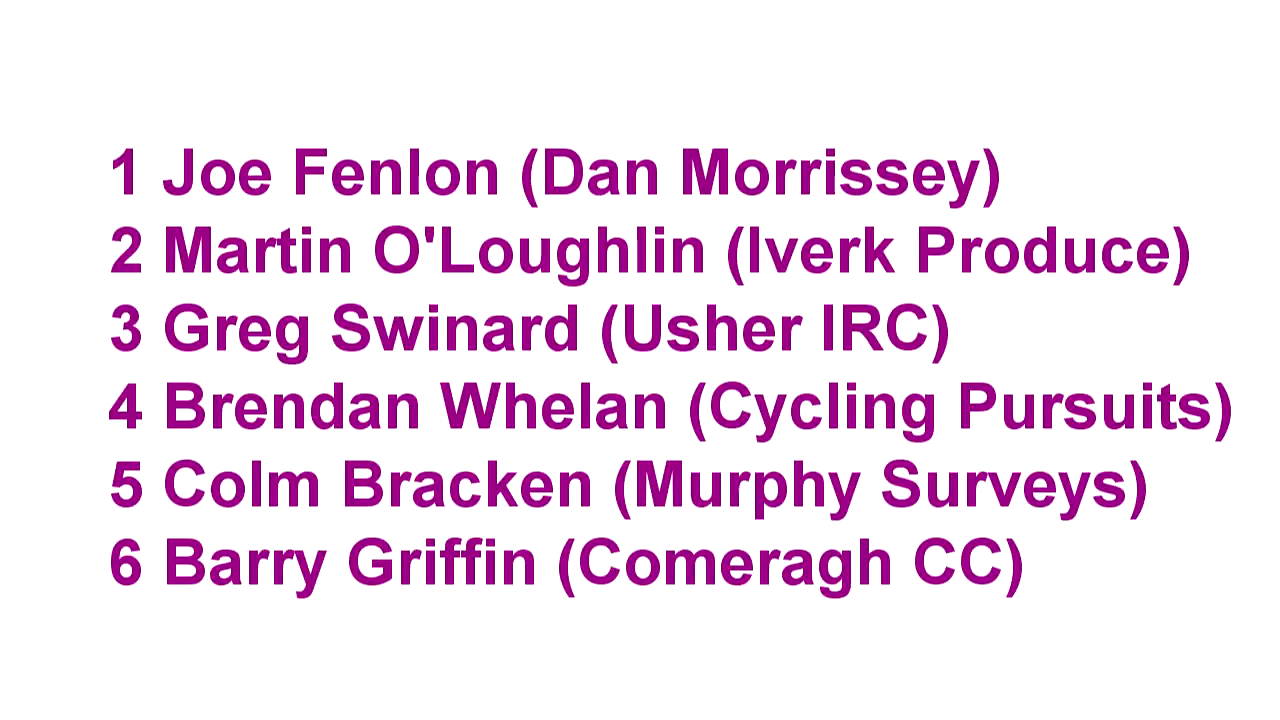 1 Joe Fenlon (Dan Morrissey)
2 Martin O'Loughlin (Iverk Produce)
3 Greg Swinard (Usher IRC)
4 Brendan Whelan (Cycling Pursuits)
5 Colm Bracken (Murphy Surveys)
6 Barry Griffin (Comeragh CC)